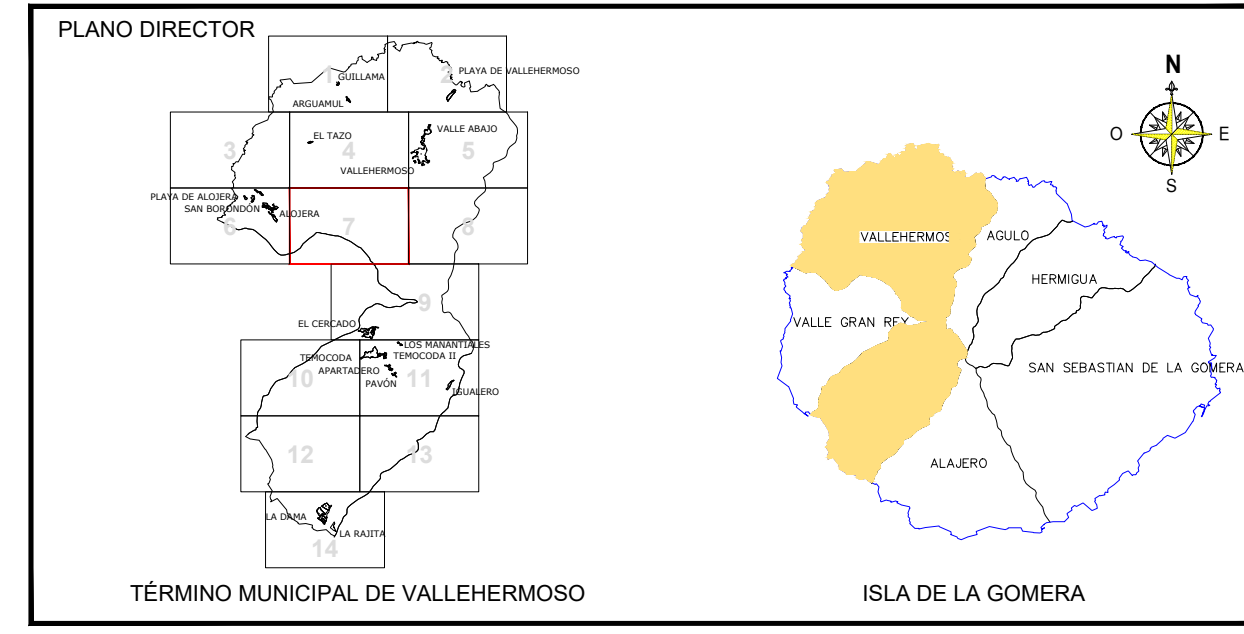 PLANO DIRECTOR
1
GUILLAMA
2
PLAYA DE VALLEHERMOSO
ARGUAMUL
3
EL TAZO
4
VALLE ABAJO
5
VALLEHERMOSO
PLAYA DE ALOJERA
SAN BORONDÓN
ALOJERA
6
7
8
9
EL CERCADO
LOS MANANTIALES
TEMOCODA
TEMOCODA II
APARTADERO
10
PAVÓN
11
IGUALERO
12
13
LA DAMA
LA RAJITA
14
TÉRMINO MUNICIPAL DE VALLEHERMOSO
N
O
E
S
VALLEHERMOS
AGULO
HERMIGUA
VALLE GRAN REY
SAN SEBASTIAN DE LA GOMERA
ALAJERO
ISLA DE LA GOMERA